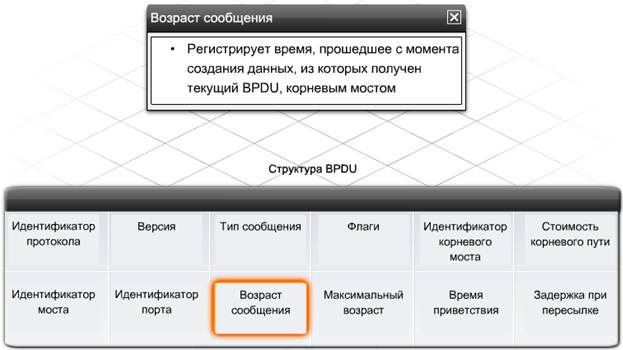 Возраст сообщения
• Регистрирует время, прошедшее с момента
создания данных, из которых получен
текущий BPDU, корневым мостом
Структура BPDU
Идентификатор протокола
Версия
Тип сообщения
Флаги
Идентификатор корневого моста
Стоимость корневого пути
Идентификатор моста
Идентификатор порта
Возраст сообщения
Максимальный возраст
Время приветствия
Задержка при пересылке